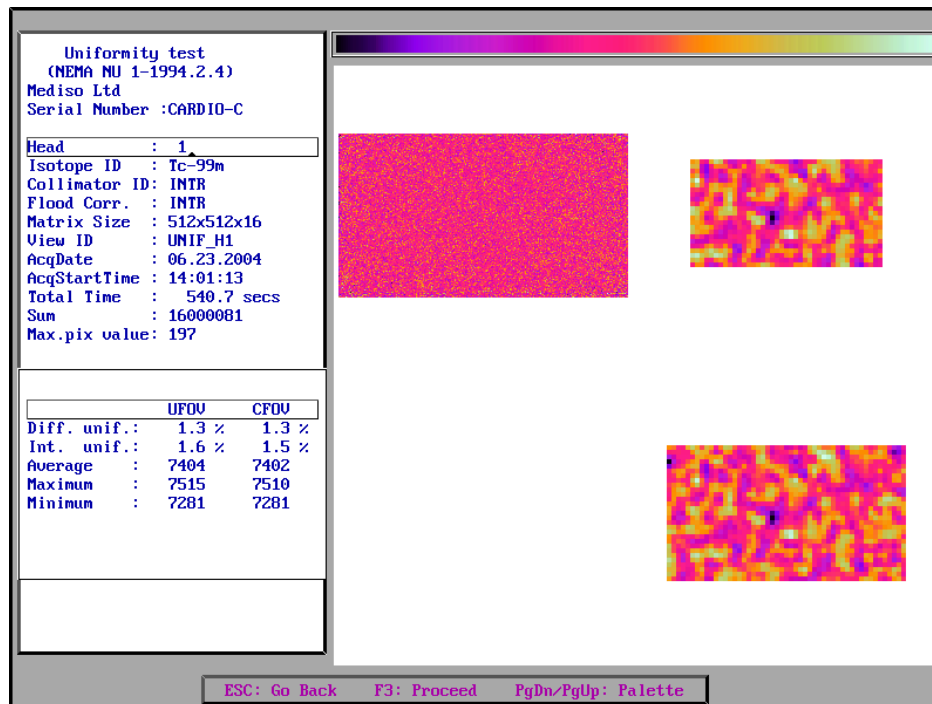 Uniformity test
(NEMA NU 1-1994.2.4)
Mediso Ltd
Serial Number :CARDIO-C
Head : 1
Isotope ID : Tc-99m
Collimator ID: INTR
Flood Corr. : INTR
Matrix Size : 512x512x16
View ID : UNIF_H1
AcqDate : 06.23.2004
AcqStartTime : 14:01:13
Total Time : 540.7 secs
Sum : 16000081
Max.pix value: 197
UFOV CFOV
Diff. unif.: 1.3 % 1.3 %
Int. unif.: 1.6 % 1.5 %
Average : 7404 7402
Maximum : 7515 7510
Minimum : 7281 7281
ESC: Go Back F3: Proceed PgDn/PgUp: Palette